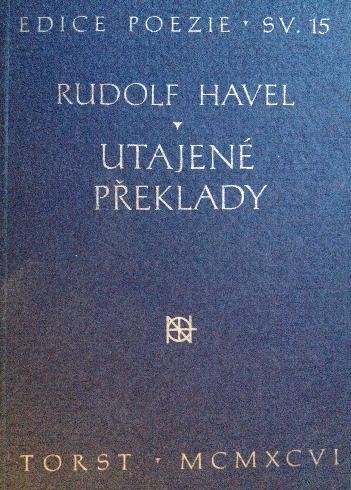 EDICE POEZIE ▾ SV. 15
RUDOLF HAVEL
▾
UTAJENÉ
PŘEKLADY
TORST ▾ MCMXCVI